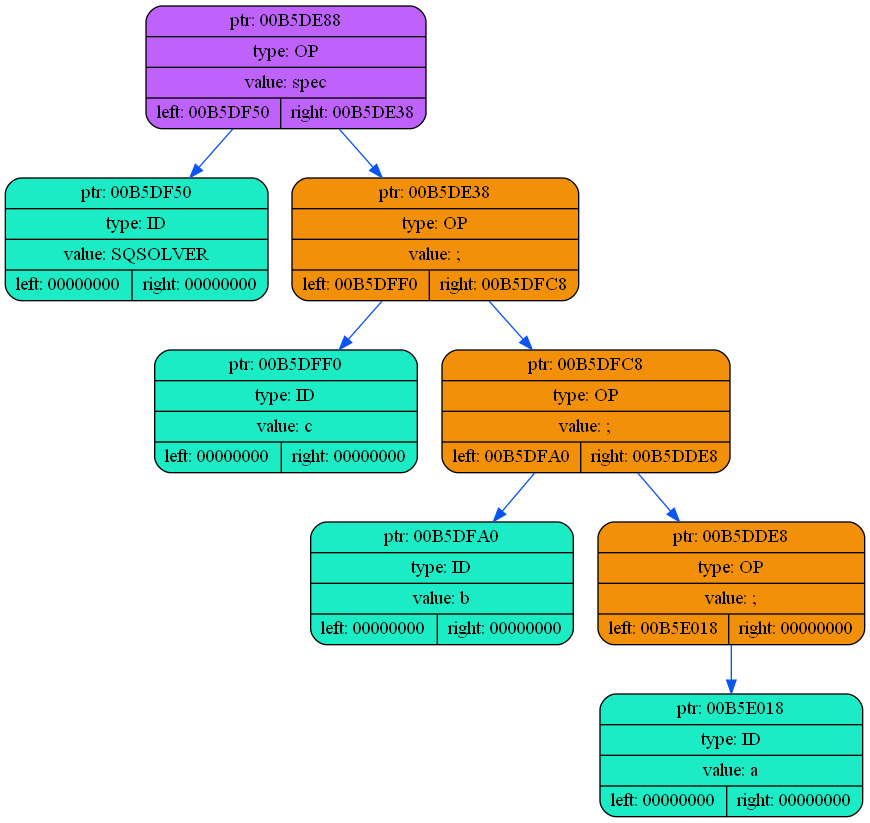 ptr: 00B5DE88
type: OP
value: spec
left: 00B5DF50 right: 00B5DE38
ptr: 00B5DF50
type: ID
value: SQSOLVER
left: 00000000 right: 00000000
ptr: 00B5DE38
type: OP
value: ;
left: 00B5DFF0 right: 00B5DFC8
ptr: 00B5DFF0
type: ID
value: c
left: 00000000 right: 00000000
ptr: 00B5DFC8
type: OP
value: ;
left: 00B5DFA0 right: 00B5DDE8
ptr: 00B5DFA0
type: ID
value: b
left: 00000000 right: 00000000
ptr: 00B5DDE8
type: OP
value: ;
left: 00B5E018 right: 00000000
ptr: 00B5E018
type: ID
value: a
left: 00000000 right: 00000000